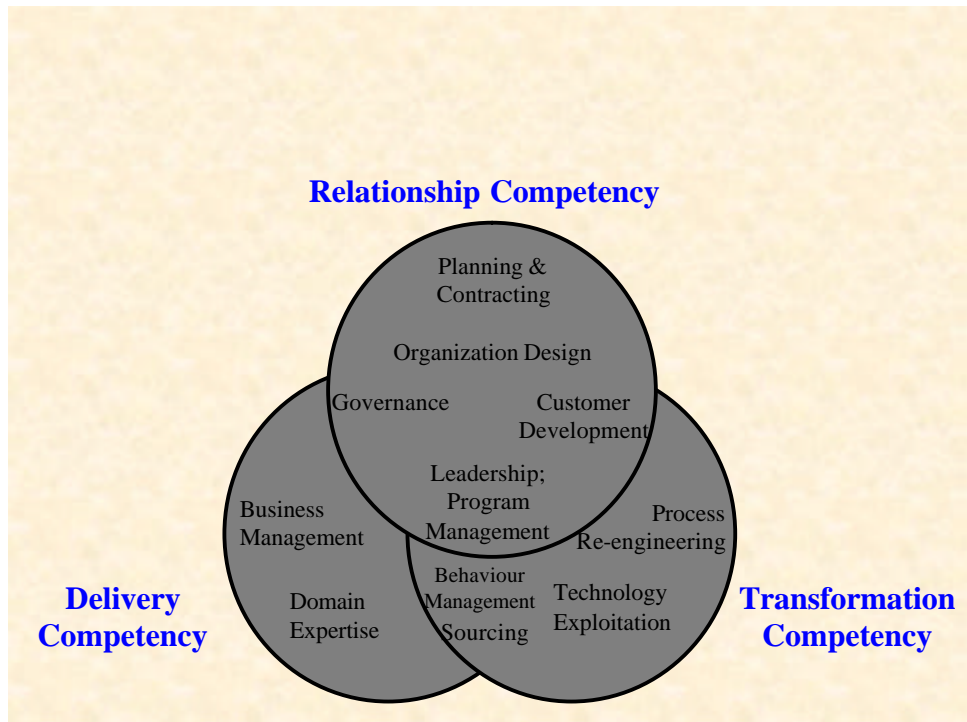 Relationship Competency
Planning &
Contracting
Organization Design
Governance
Customer
Development
Leadership;
Program
Management
Business
Management
Process
Re-engineering
Behaviour
Management
Sourcing
Domain
Expertise
Technology
Exploitation
Delivery
Competency
Transformation
Competency